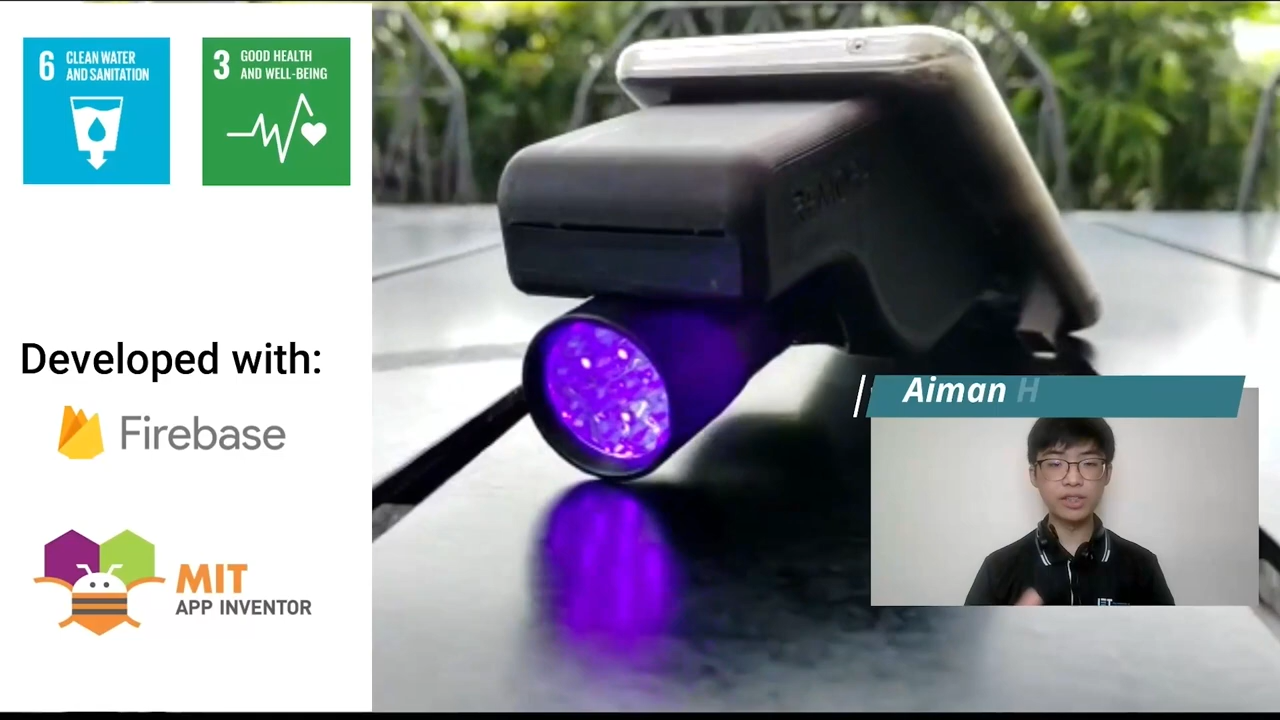 6 CLEAN WATER
AND SANITATION
3 GOOD HEALTH
AND WELL-BEING
Developed with:
Firebase
MIT
APP INVENTOR
Aiman H